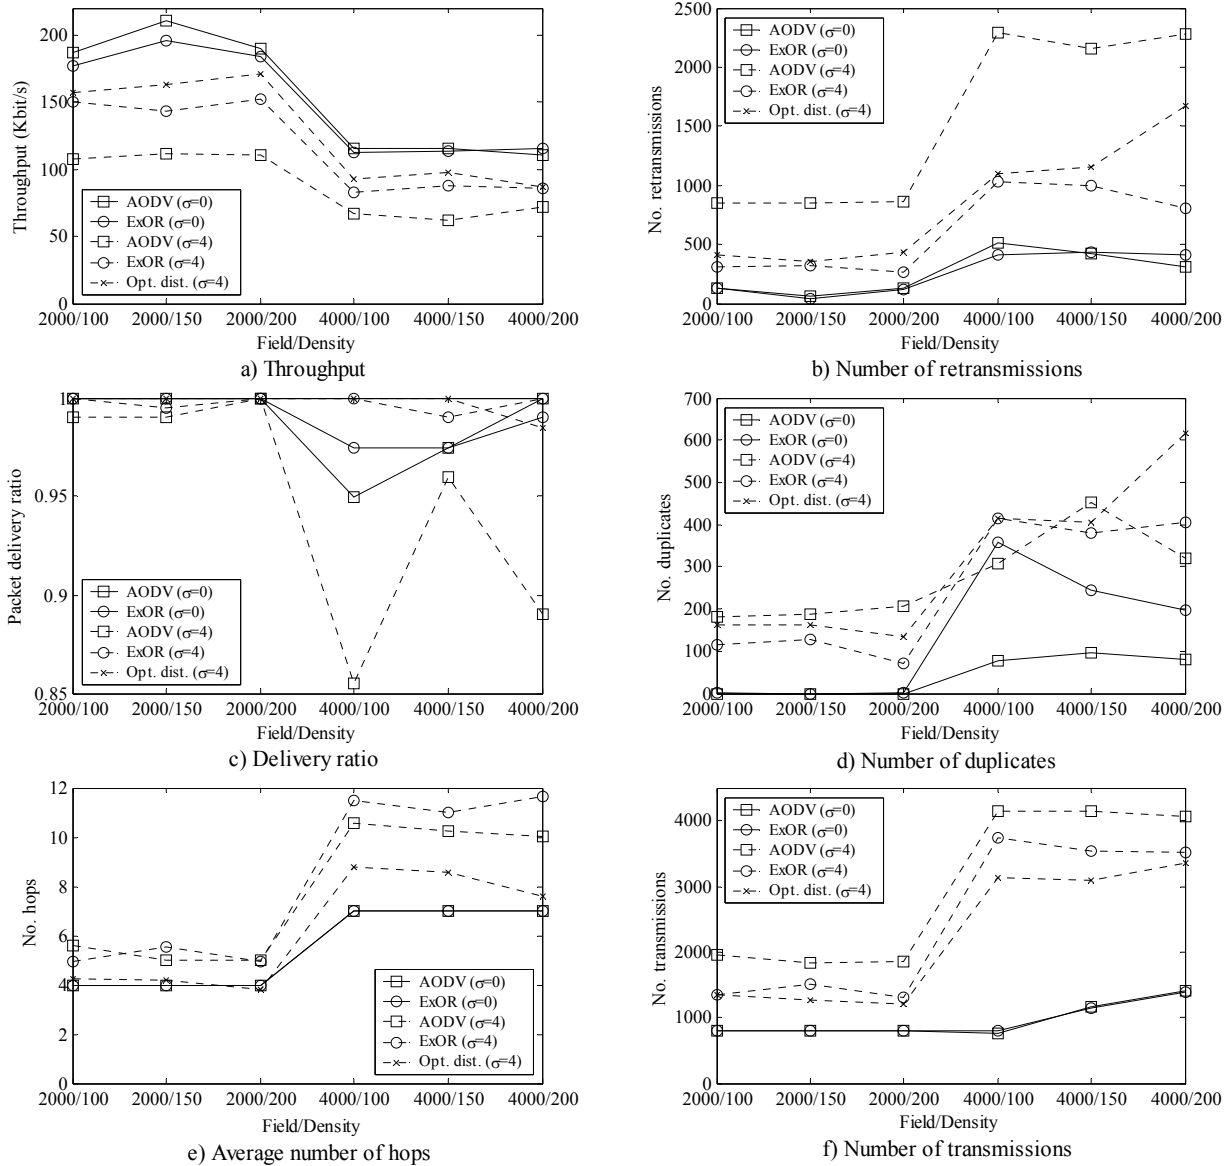 200
150
100
50
0
Throughput (Kbit/s)
AODV (σ=0)
ExOR (σ=0)
AODV (σ=4)
ExOR (σ=4)
Opt. dist. (σ=4)
2000/100 2000/150 2000/200 4000/100 4000/150 4000/200
Field/Density
a) Throughput
2500
2000
1500
1000
500
0
No. retransmissions
AODV (σ=0)
ExOR (σ=0)
AODV (σ=4)
ExOR (σ=4)
Opt. dist. (σ=4)
2000/100 2000/150 2000/200 4000/100 4000/150 4000/200
Field/Density
b) Number of retransmissions
1
0.95
0.9
0.85
Packet delivery ratio
AODV (σ=0)
ExOR (σ=0)
AODV (σ=4)
ExOR (σ=4)
Opt. dist. (σ=4)
2000/100 2000/150 2000/200 4000/100 4000/150 4000/200
Field/Density
c) Delivery ratio
700
600
500
400
300
200
100
0
No. duplicates
AODV (σ=0)
ExOR (σ=0)
AODV (σ=4)
ExOR (σ=4)
Opt. dist. (σ=4)
2000/100 2000/150 2000/200 4000/100 4000/150 4000/200
Field/Density
d) Number of duplicates
12
10
8
6
4
2
0
No. hops
AODV (σ=0)
ExOR (σ=0)
AODV (σ=4)
ExOR (σ=4)
Opt. dist. (σ=4)
2000/100 2000/150 2000/200 4000/100 4000/150 4000/200
Field/Density
e) Average number of hops
4000
3000
2000
1000
0
No. transmissions
AODV (σ=0)
ExOR (σ=0)
AODV (σ=4)
ExOR (σ=4)
Opt. dist. (σ=4)
2000/100 2000/150 2000/200 4000/100 4000/150 4000/200
Field/Density
f) Number of transmissions